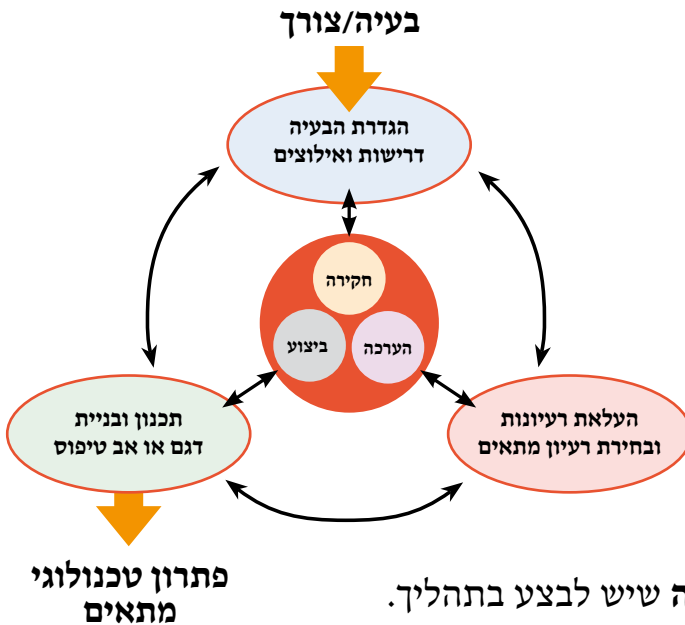 בעיה/צורך
הגדרת הבעיה
דרישות ואילוצים
חקירה
ביצוע
הערכה
העלאת רעיונות
ובחירת רעיון מתאים
תכנון ובניית
דגם או אב טיפוס
פתרון טכנולוגי
מתאים
ה שיש לבצע בתהליך.